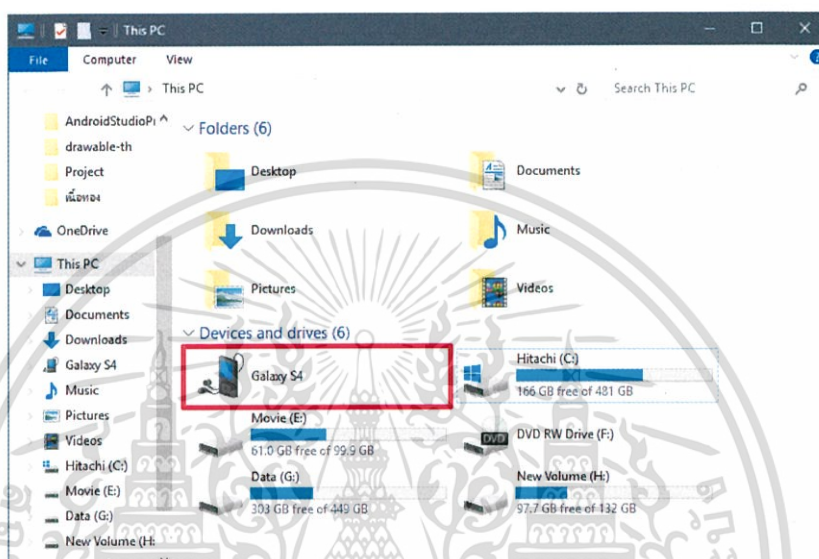 This PC
File Computer View
This PC
Search This PC
AndroidStudioPi
drawable-th
Project
เนื้อทอง
OneDrive
This PC
Desktop
Documents
Downloads
Galaxy S4
Music
Pictures
Videos
Hitachi (C:)
Movie (E:)
Data (G:)
New Volume (H:
Folders (6)
Desktop
Documents
Downloads
Music
Pictures
Videos
Devices and drives (6)
Galaxy S4
Hitachi (C:)
166 GB free of 481 GB
Movie (E:)
61.0 GB free of 99.9 GB
DVD RW Drive (F:)
DVD
Data (G:)
303 GB free of 449 GB
New Volume (H:)
97.7 GB free of 132 GB